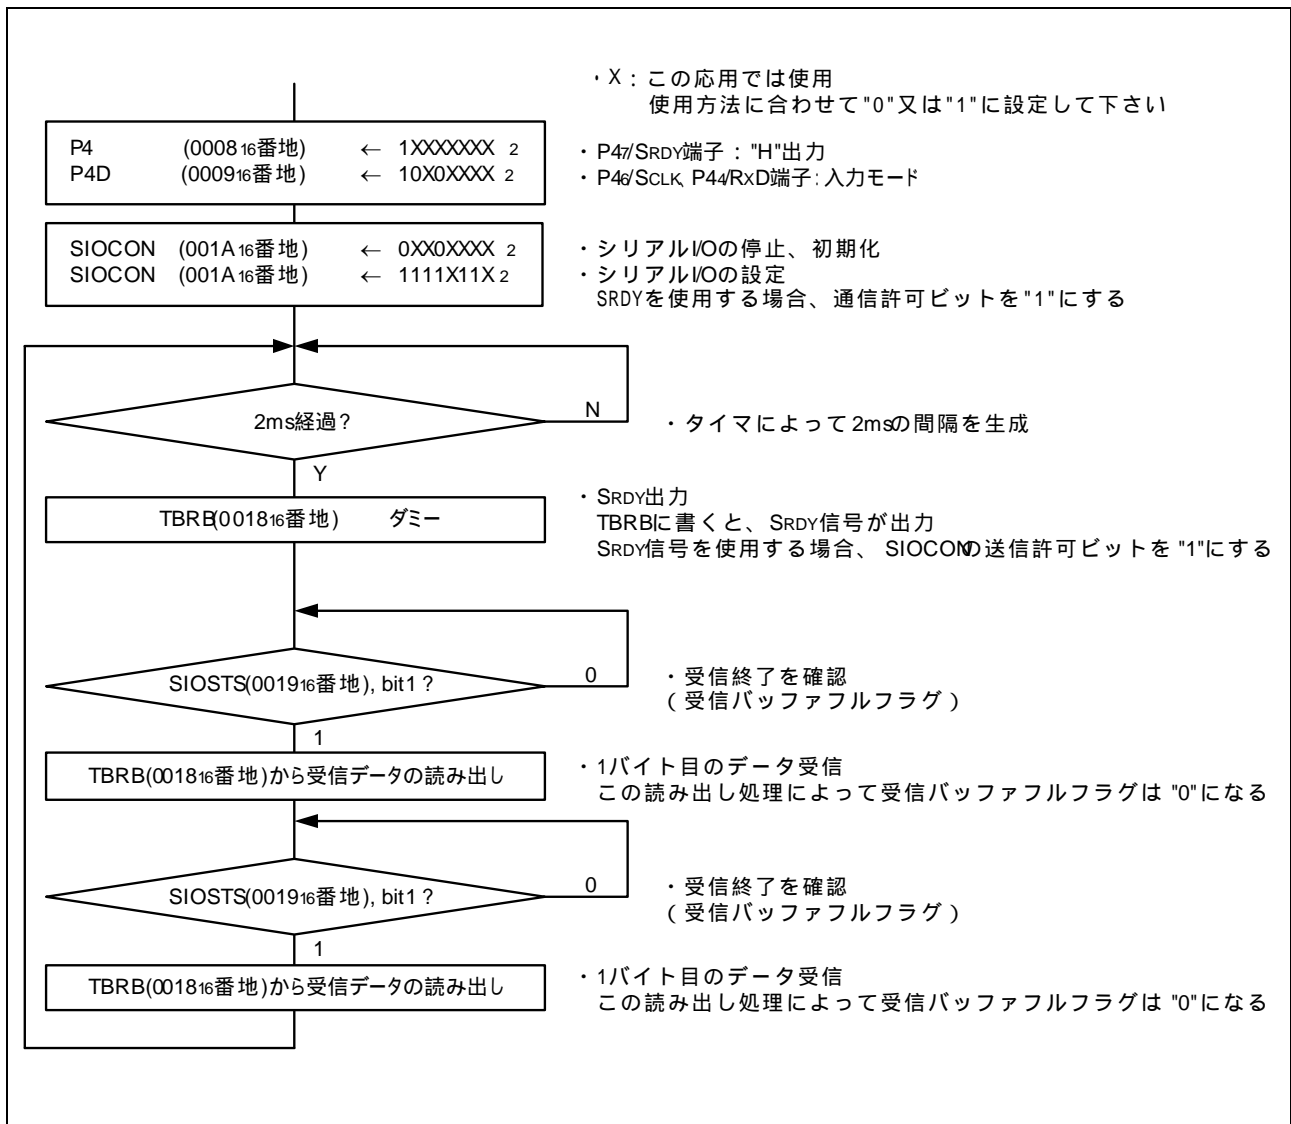 ・X：この応用では使用
使用方法に合わせて"0"又は"1"に設定して下さい
P4 (000816番地) ← 1XXXXXXX 2
・P47/SRDY端子："H"出力
P4D (000916番地) ← 10X0XXXX 2
・P46/SCLK, P44/RxD端子：入力モード
SIOCON (001A16番地) ← 0XX0XXXX 2
・シリアルI/Oの停止、初期化
SIOCON (001A16番地) ← 1111X11X 2
・シリアルI/Oの設定
SRDYを使用する場合、通信許可ビットを"1"にする
2ms経過？
N
・タイマによって2msの間隔を生成
Y
・SRDY出力
TBRB(001816番地) ダミー
TBRBに書くと、SRDY信号が出力
SRDY信号を使用する場合、SIOCONの送信許可ビットを"1"にする
SIOSTS(001916番地), bit1？
0
・受信終了を確認
（受信バッファフルフラグ）
1
TBRB(001816番地)から受信データの読み出し
・1バイト目のデータ受信
この読み出し処理によって受信バッファフルフラグは"0"になる
SIOSTS(001916番地), bit1？
0
・受信終了を確認
（受信バッファフルフラグ）
1
TBRB(001816番地)から受信データの読み出し
・1バイト目のデータ受信
この読み出し処理によって受信バッファフルフラグは"0"になる